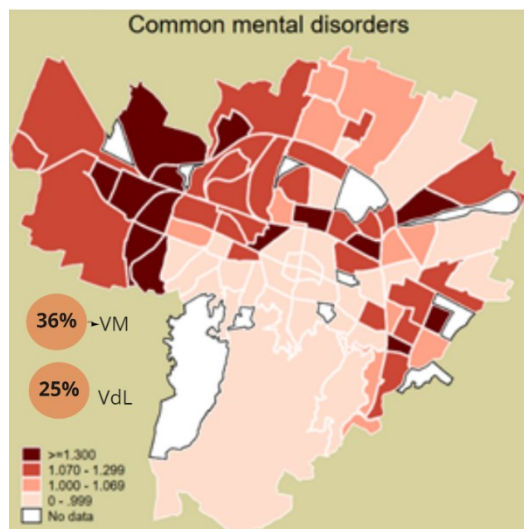 Common mental disorders
36% VM
25% VdL
>=1.300
1.070 - 1.299
1.000 - 1.069
0 - .999
No data